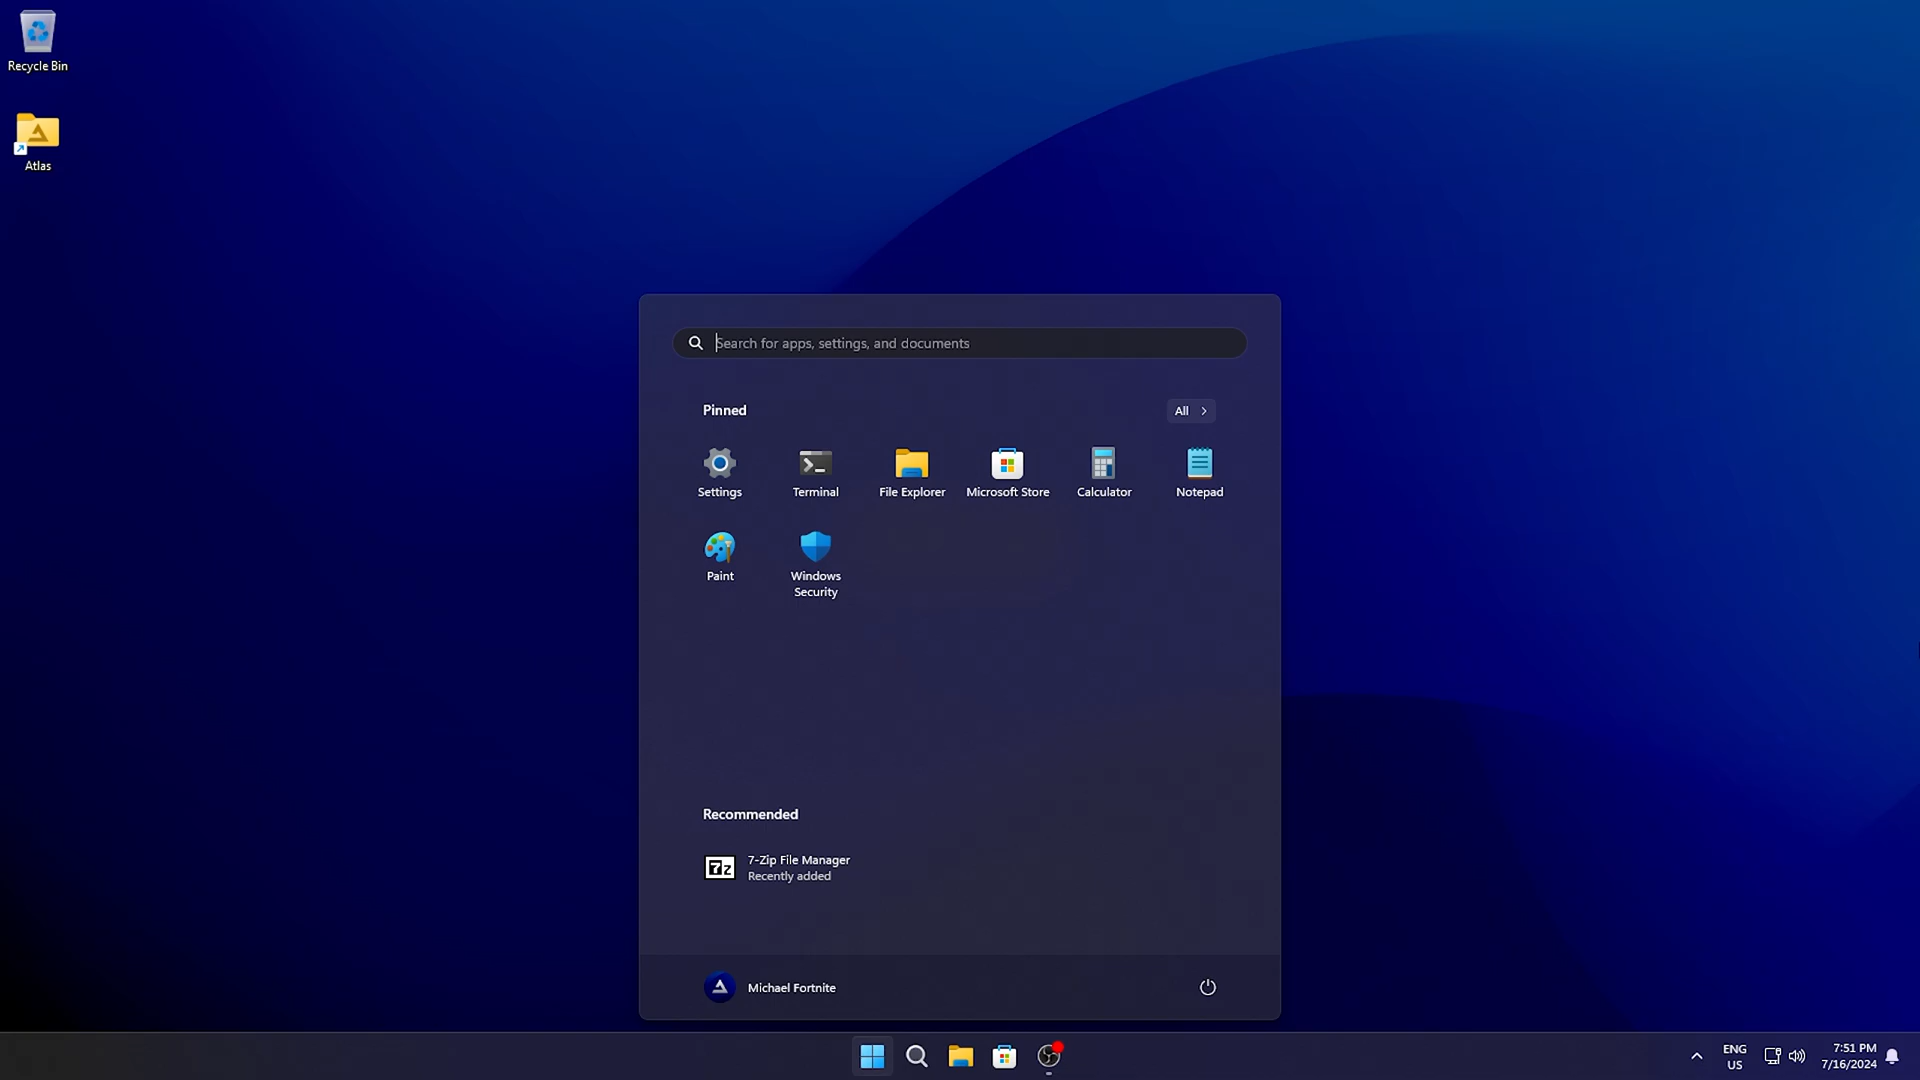 Recycle Bin
Atlas
Search for apps, settings, and documents
Pinned
All
Settings
Terminal
File Explorer
Microsoft Store
Calculator
Notepad
Paint
Windows
Security
Recommended
7z
7-Zip File Manager
Recently added
Michael Fortnite
ENG
US
7:51 PM
7/16/2024